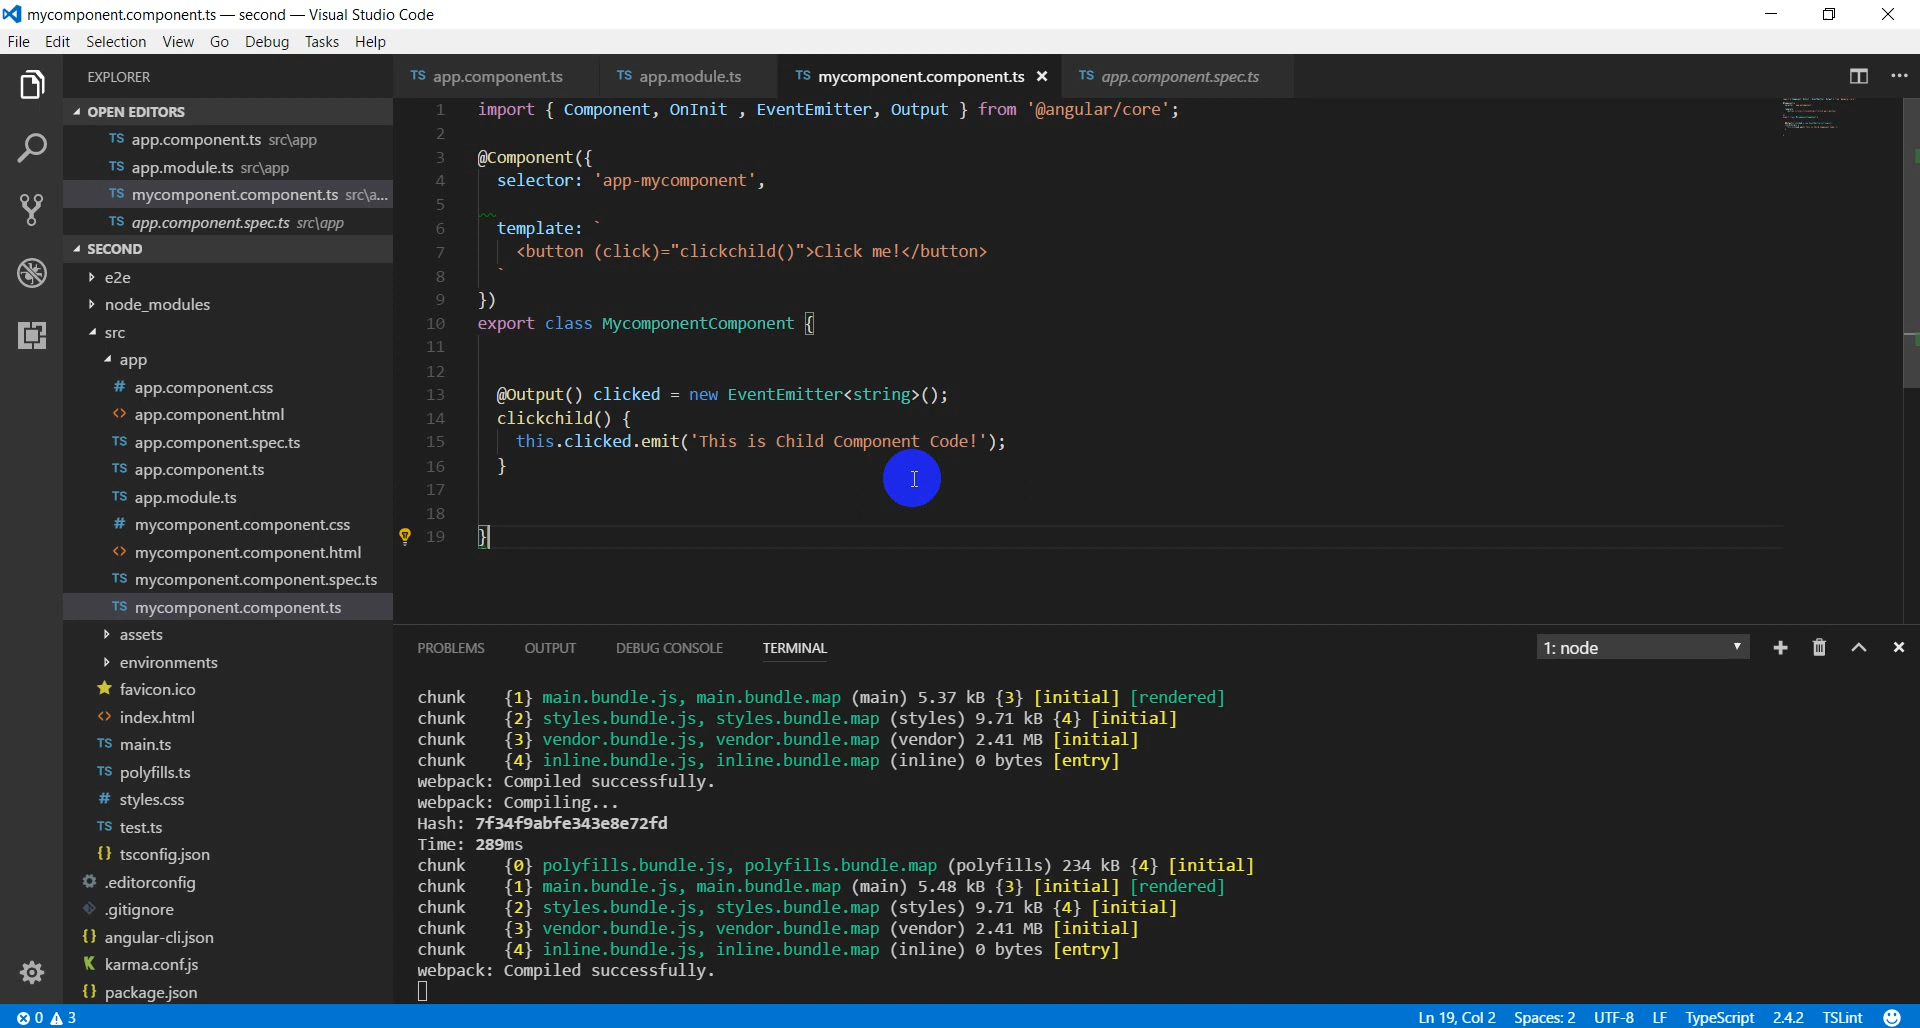 mycomponent.component.ts — second — Visual Studio Code
File Edit Selection View Go Debug Tasks Help
EXPLORER
OPEN EDITORS
TS app.component.ts src\app
TS app.module.ts src\app
TS mycomponent.component.ts src\a...
TS app.component.spec.ts src\app
SECOND
e2e
node_modules
src
app
# app.component.css
<> app.component.html
TS app.component.spec.ts
TS app.component.ts
TS app.module.ts
# mycomponent.component.css
<> mycomponent.component.html
TS mycomponent.component.spec.ts
TS mycomponent.component.ts
assets
environments
favicon.ico
<> index.html
TS main.ts
TS polyfills.ts
# styles.css
TS test.ts
{} tsconfig.json
.editorconfig
.gitignore
{} angular-cli.json
K karma.conf.js
{} package.json
TS app.component.ts TS app.module.ts TS mycomponent.component.ts TS app.component.spec.ts
1 import { Component, OnInit , EventEmitter, Output } from '@angular/core';
2
3 @Component({
4 selector: 'app-mycomponent',
5
6 template: `
7 <button (click)="clickchild()">Click me!</button>
8 `
9 })
10 export class MycomponentComponent {
11
12
13 @Output() clicked = new EventEmitter<string>();
14 clickchild() {
15 this.clicked.emit('This is Child Component Code!');
16 }
17
18
19 }
PROBLEMS OUTPUT DEBUG CONSOLE TERMINAL 1: node
chunk {1} main.bundle.js, main.bundle.map (main) 5.37 kB {3} [initial] [rendered]
chunk {2} styles.bundle.js, styles.bundle.map (styles) 9.71 kB {4} [initial]
chunk {3} vendor.bundle.js, vendor.bundle.map (vendor) 2.41 MB [initial]
chunk {4} inline.bundle.js, inline.bundle.map (inline) 0 bytes [entry]
webpack: Compiled successfully.
webpack: Compiling...
Hash: 7f34f9abfe343e8e72fd
Time: 289ms
chunk {0} polyfills.bundle.js, polyfills.bundle.map (polyfills) 234 kB {4} [initial]
chunk {1} main.bundle.js, main.bundle.map (main) 5.48 kB {3} [initial] [rendered]
chunk {2} styles.bundle.js, styles.bundle.map (styles) 9.71 kB {4} [initial]
chunk {3} vendor.bundle.js, vendor.bundle.map (vendor) 2.41 MB [initial]
chunk {4} inline.bundle.js, inline.bundle.map (inline) 0 bytes [entry]
webpack: Compiled successfully.
0 3 Ln 19, Col 2 Spaces: 2 UTF-8 LF TypeScript 2.4.2 TSLint